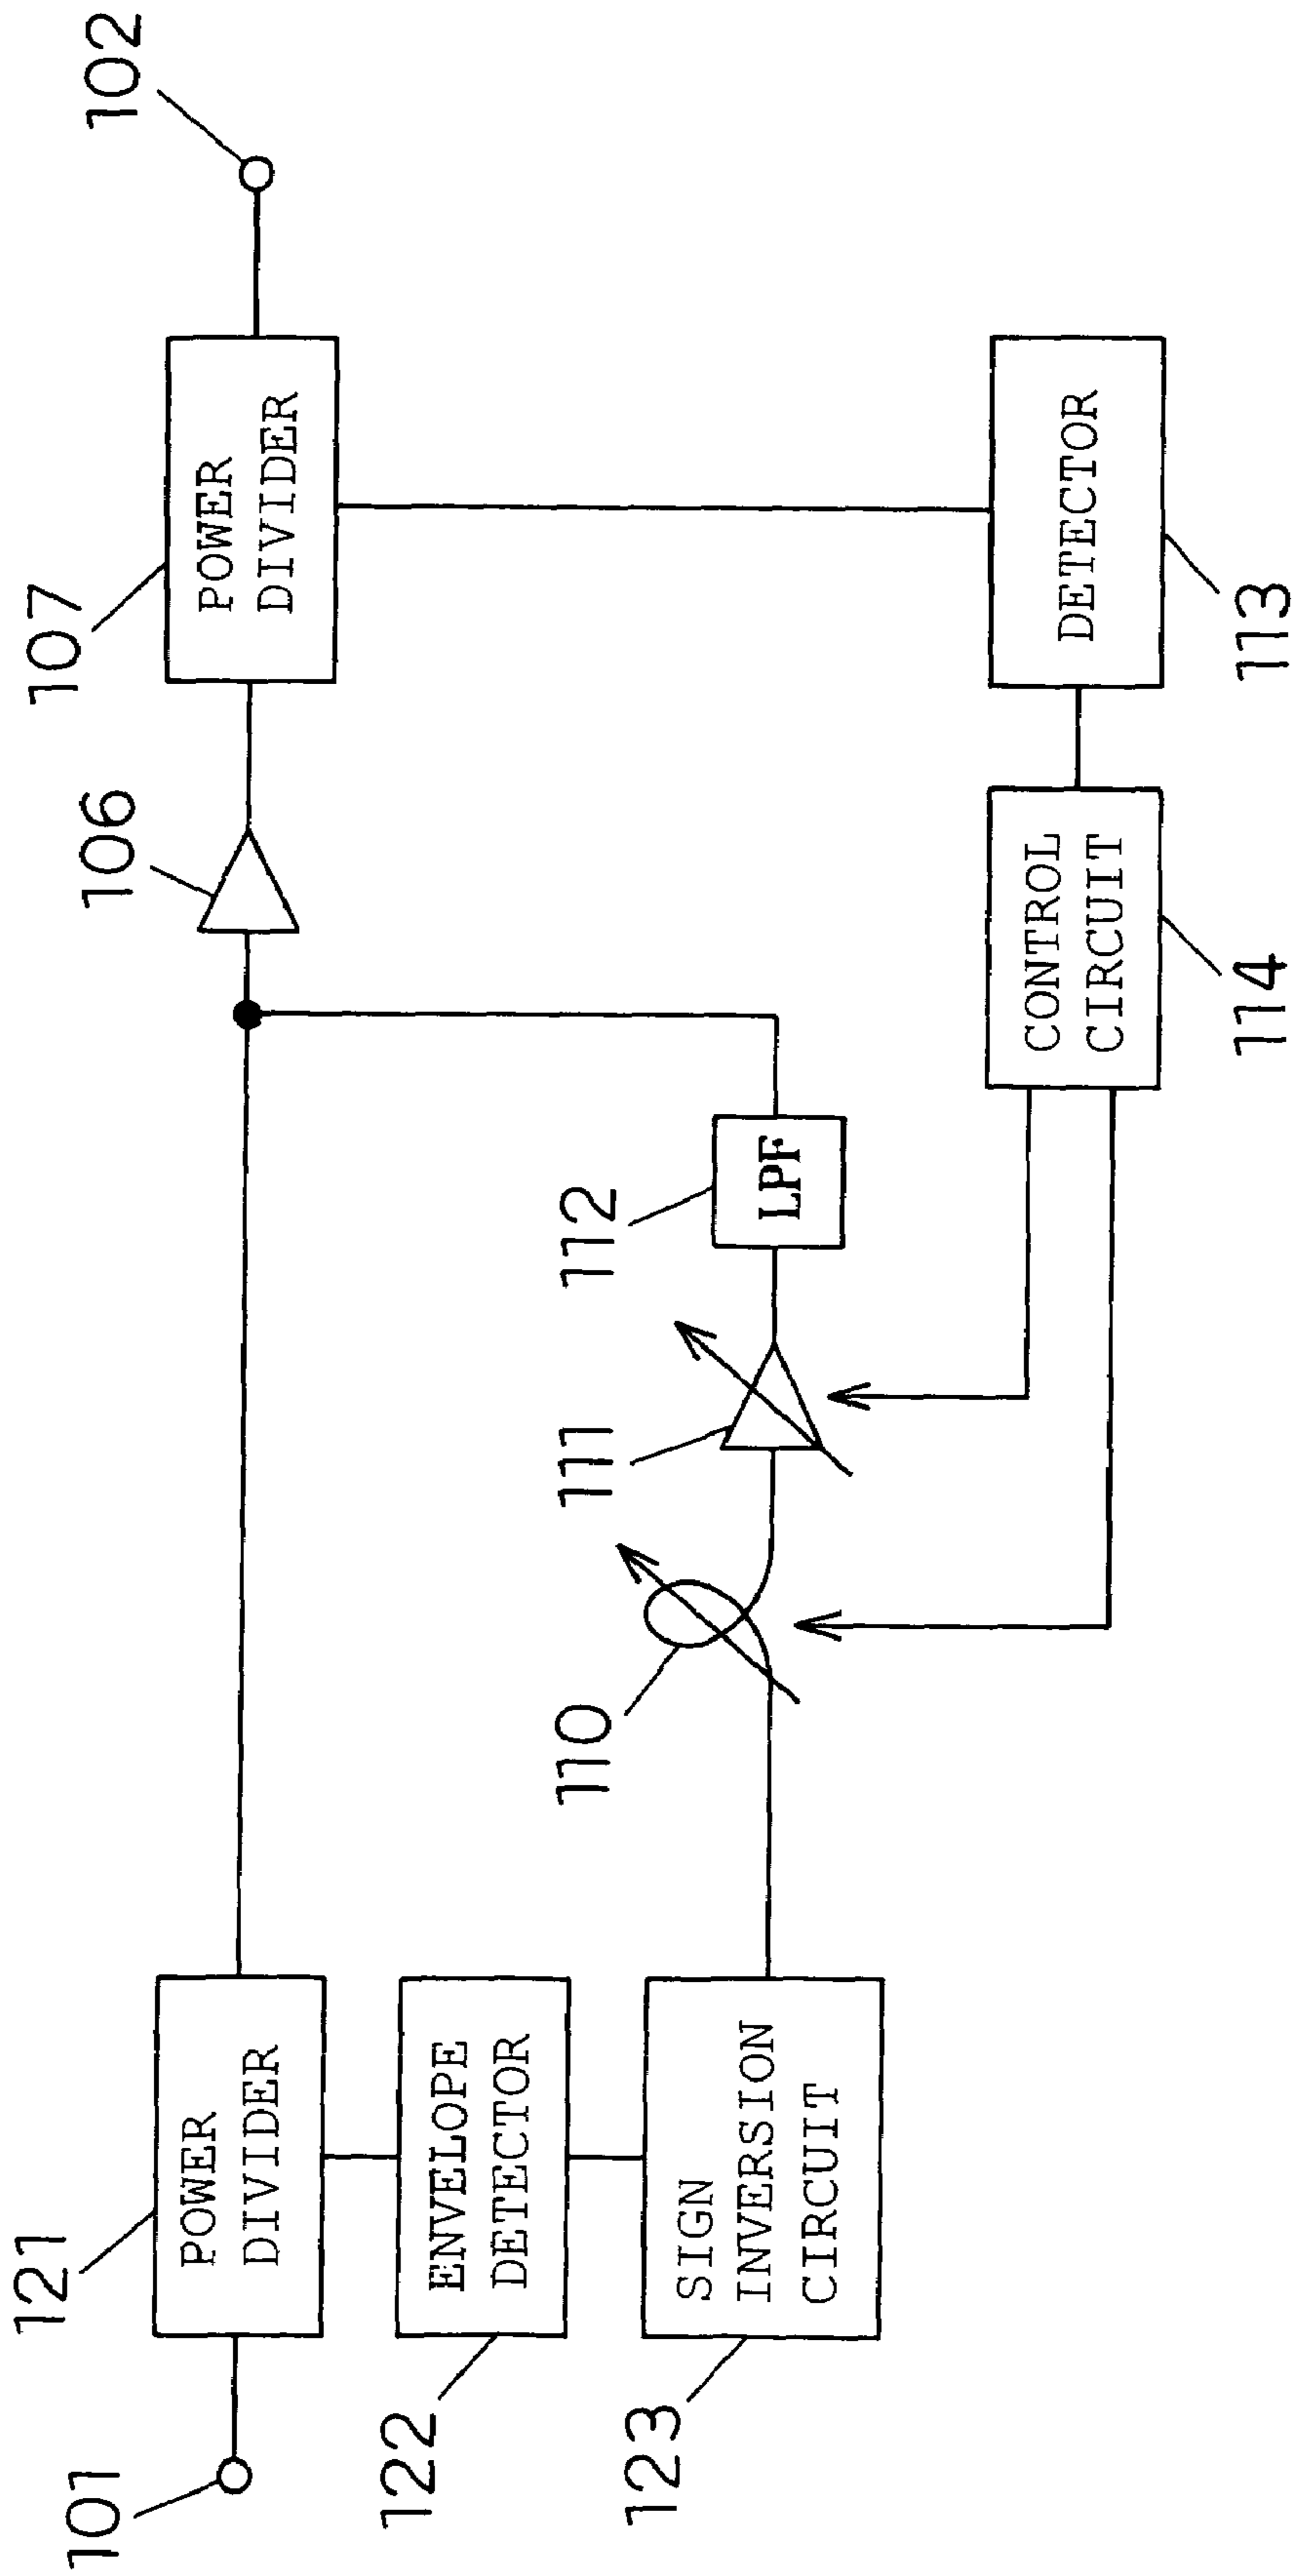 101
121
POWER
DIVIDER
122
ENVELOPE
DETECTOR
123
SIGN
INVERSION
CIRCUIT
110
111
112
LPF
106
107
POWER
DIVIDER
102
114
CONTROL
CIRCUIT
113
DETECTOR